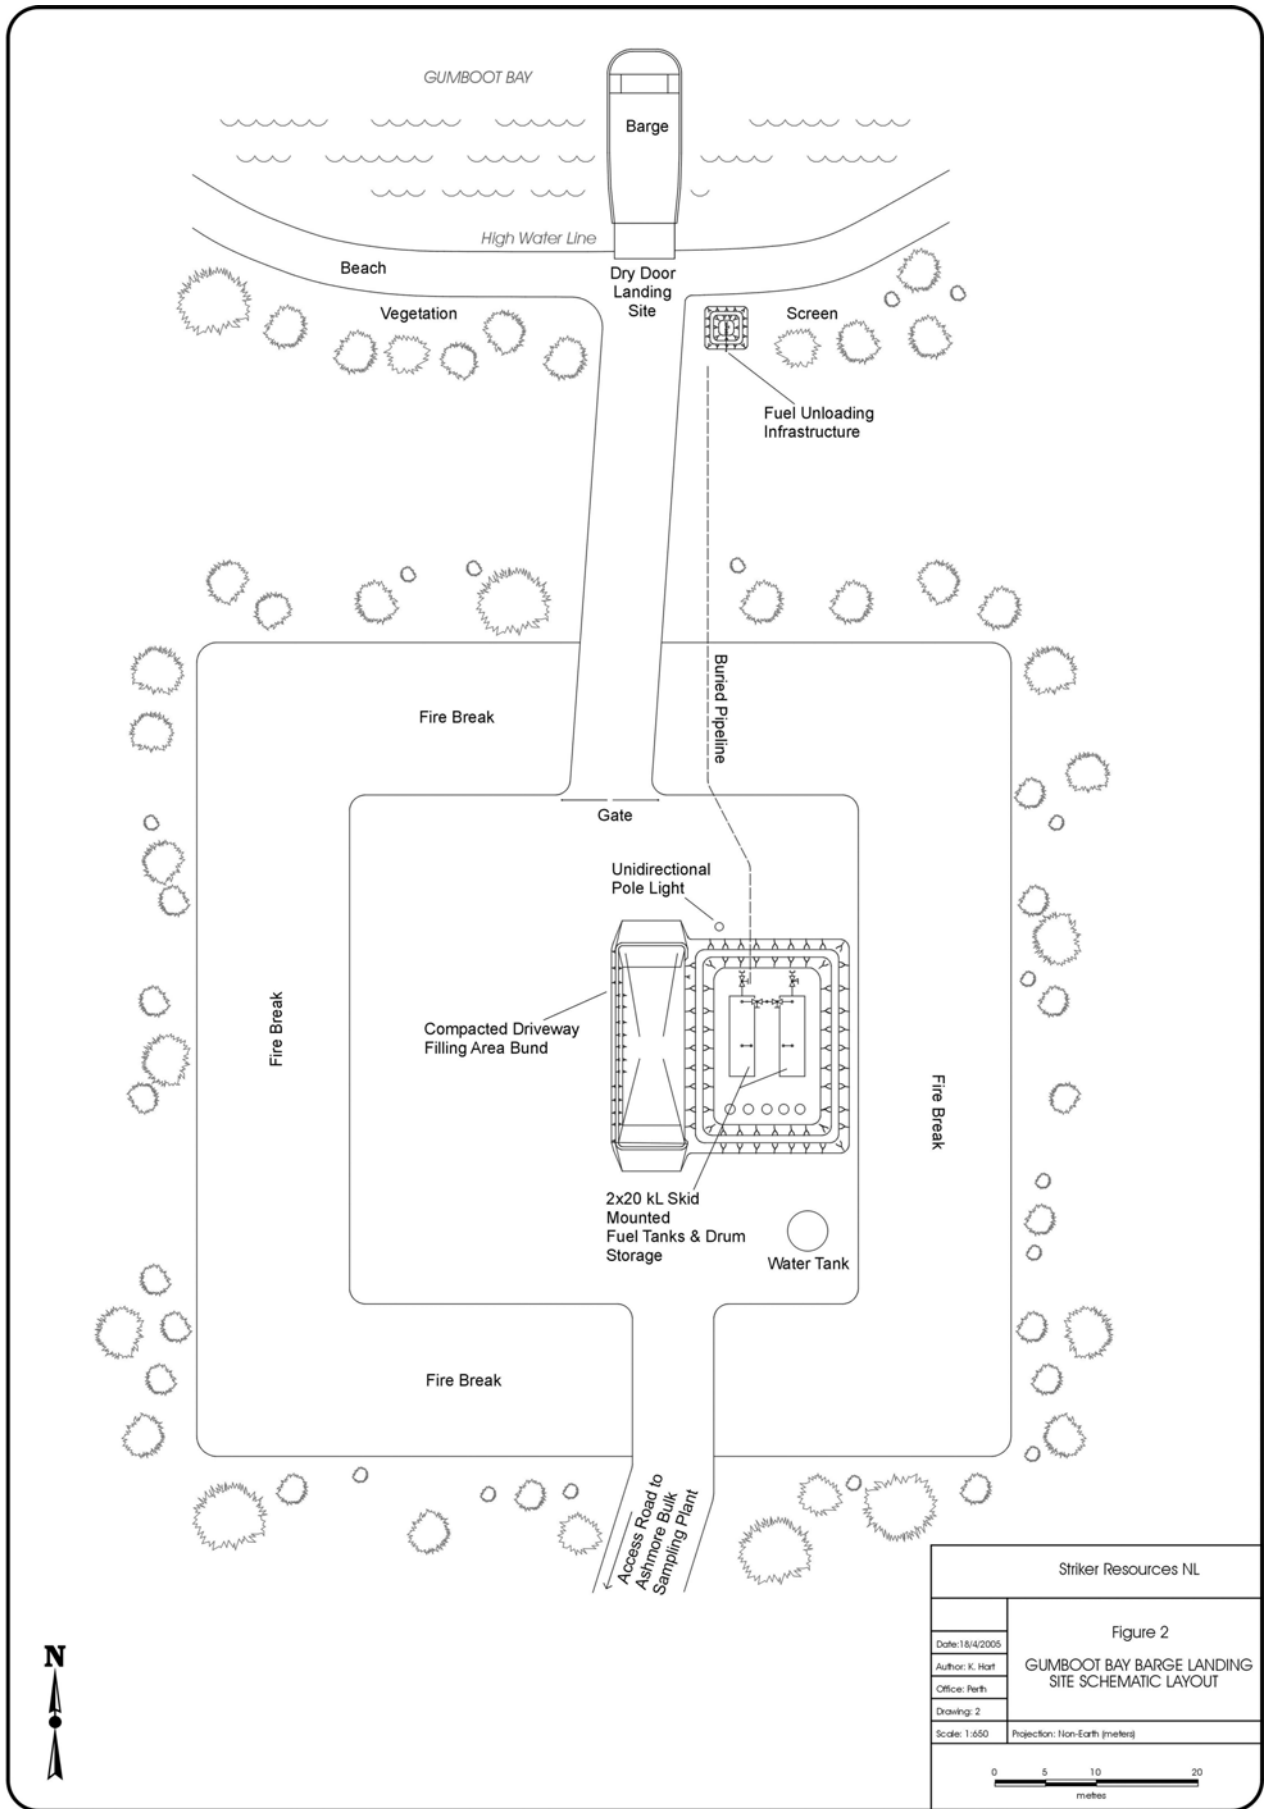 GUMBOOT BAY
Barge
High Water Line
Beach
Dry Door
Landing
Site
Vegetation
Screen
Fuel Unloading
Infrastructure
Buried Pipeline
Fire Break
Gate
Unidirectional
Pole Light
Fire Break
Compacted Driveway
Filling Area Bund
Fire Break
2x20 kL Skid
Mounted
Fuel Tanks & Drum
Storage
Water Tank
Fire Break
Access Road to
Ashmore Bulk
Sampling Plant
N
Striker Resources NL
Figure 2
GUMBOOT BAY BARGE LANDING
SITE SCHEMATIC LAYOUT
Date:18/4/2005
Author: K. Hart
Office: Perth
Drawing: 2
Scale: 1:650
Projection: Non-Earth (meters)
0 5 10 20
metres